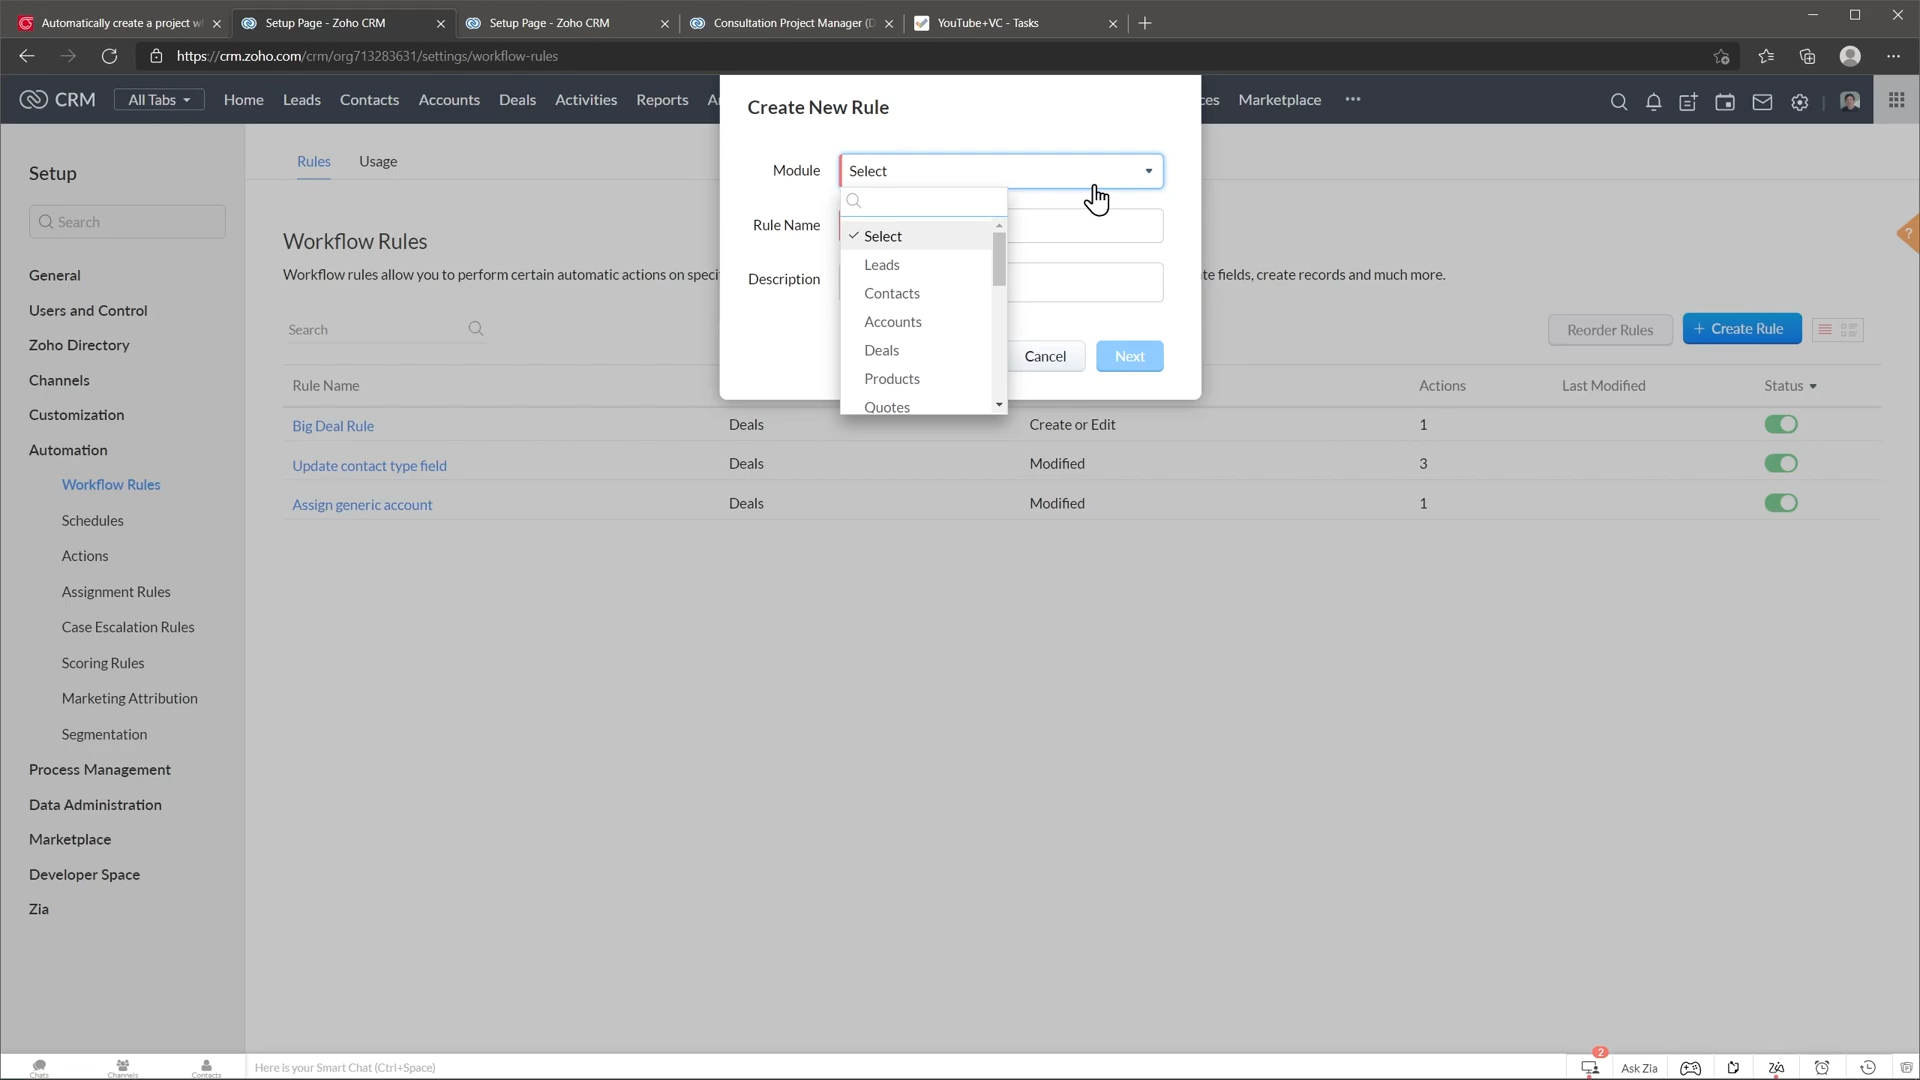 Automatically create a project w
Setup Page - Zoho CRM
Setup Page - Zoho CRM
Consultation Project Manager (D
YouTube+VC - Tasks
https://crm.zoho.com/crm/org713283631/settings/workflow-rules
CRM
All Tabs
Home
Leads
Contacts
Accounts
Deals
Activities
Reports
Marketplace
Create New Rule
Module
Select
Rule Name
Description
Select
Leads
Contacts
Accounts
Deals
Products
Quotes
Cancel
Next
Setup
Search
General
Users and Control
Zoho Directory
Channels
Customization
Automation
Workflow Rules
Schedules
Actions
Assignment Rules
Case Escalation Rules
Scoring Rules
Marketing Attribution
Segmentation
Process Management
Data Administration
Marketplace
Developer Space
Zia
Rules
Usage
Workflow Rules
Workflow rules allow you to perform certain automatic actions on speci te fields, create records and much more.
Search
Reorder Rules
+ Create Rule
Rule Name Actions Last Modified Status
Big Deal Rule Deals Create or Edit 1
Update contact type field Deals Modified 3
Assign generic account Deals Modified 1
?
Chats
Channels
Contacts
Here is your Smart Chat (Ctrl+Space)
2
Ask Zia